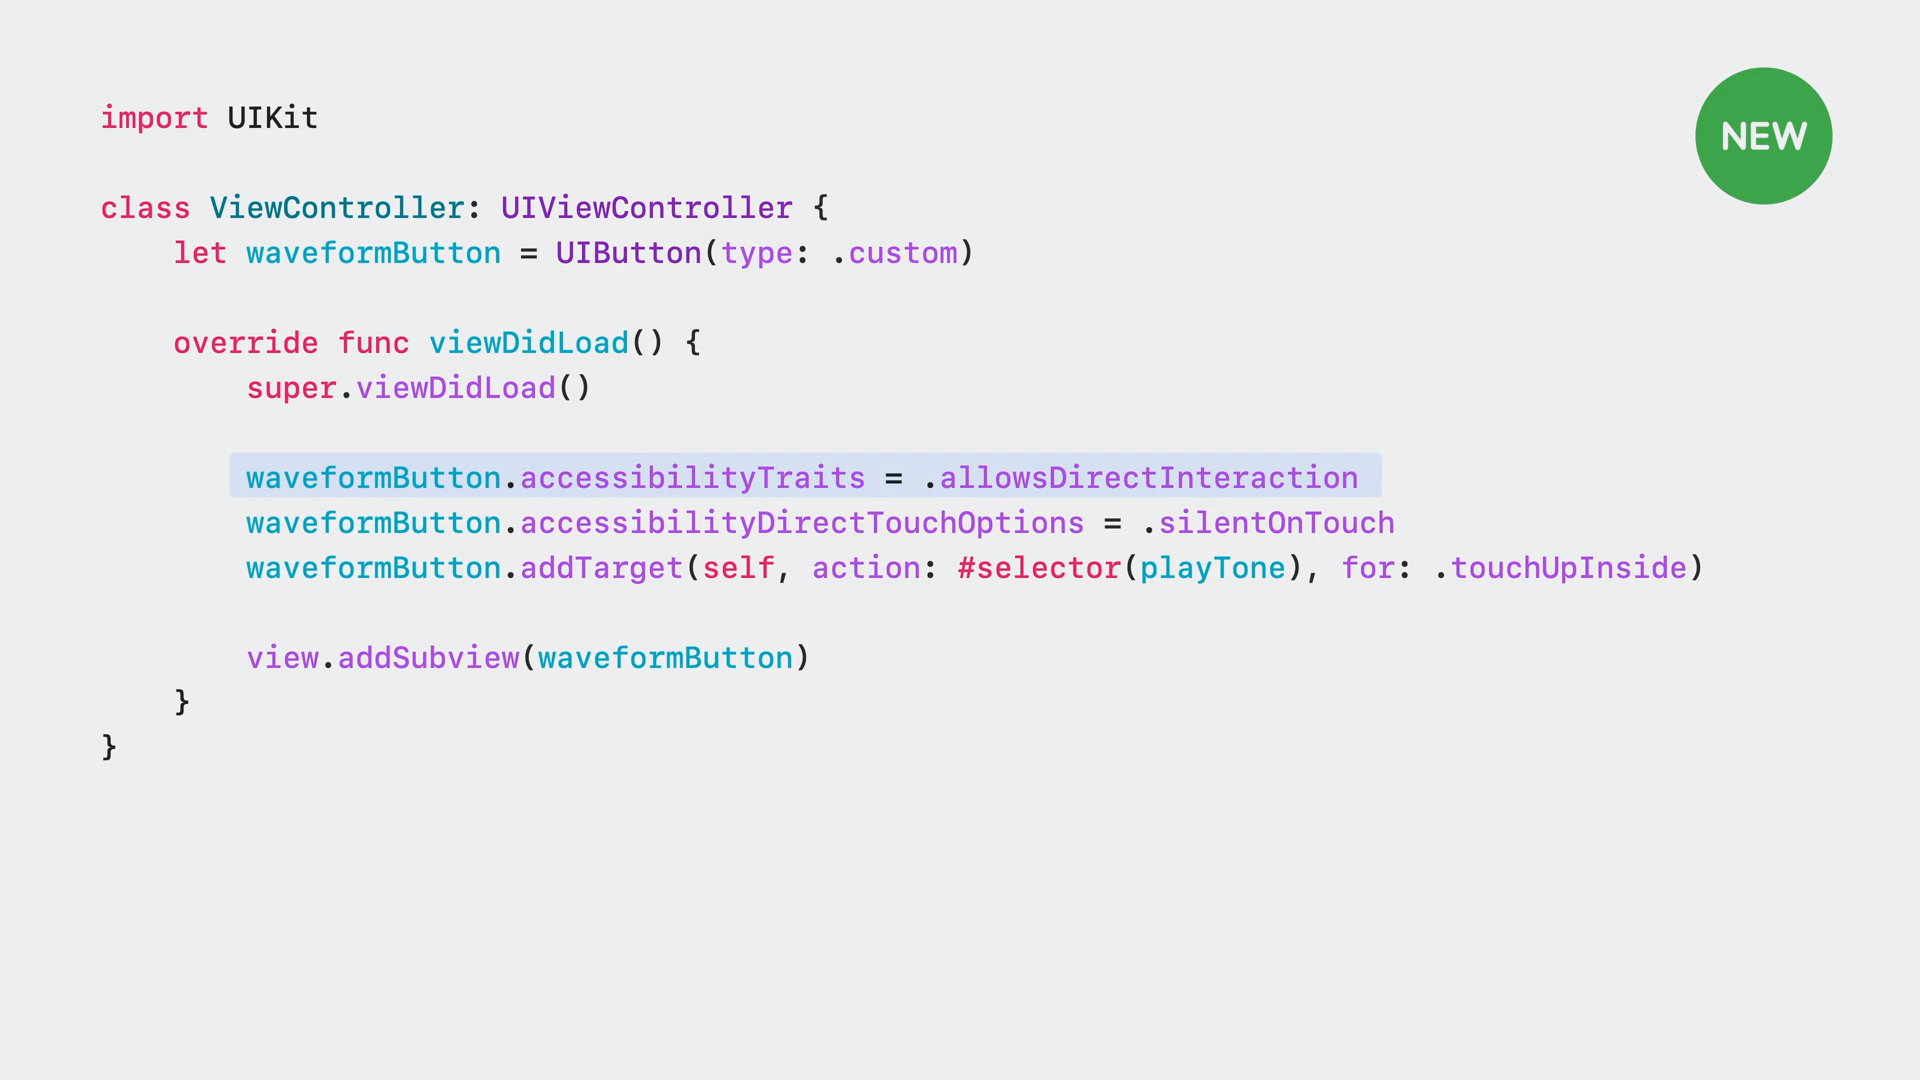 import UIKit
NEW
class ViewController: UIViewController {
    let waveformButton = UIButton(type: .custom)
    override func viewDidLoad() {
        super.viewDidLoad()
        waveformButton.accessibilityTraits = .allowsDirectInteraction
        waveformButton.accessibilityDirectTouchOptions = .silentOnTouch
        waveformButton.addTarget(self, action: #selector(playTone), for: .touchUpInside)
        view.addSubview(waveformButton)
    }
}